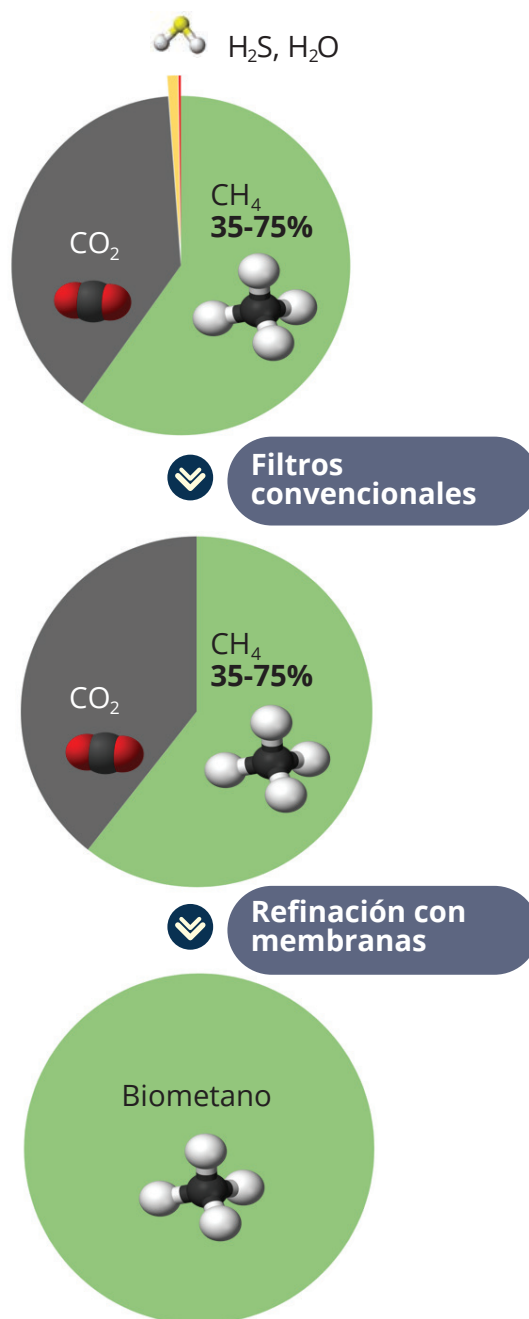 H₂S, H₂O
CH₄
35-75%
CO₂
Filtros
convencionales
CH₄
35-75%
CO₂
Refinación con
membranas
Biometano